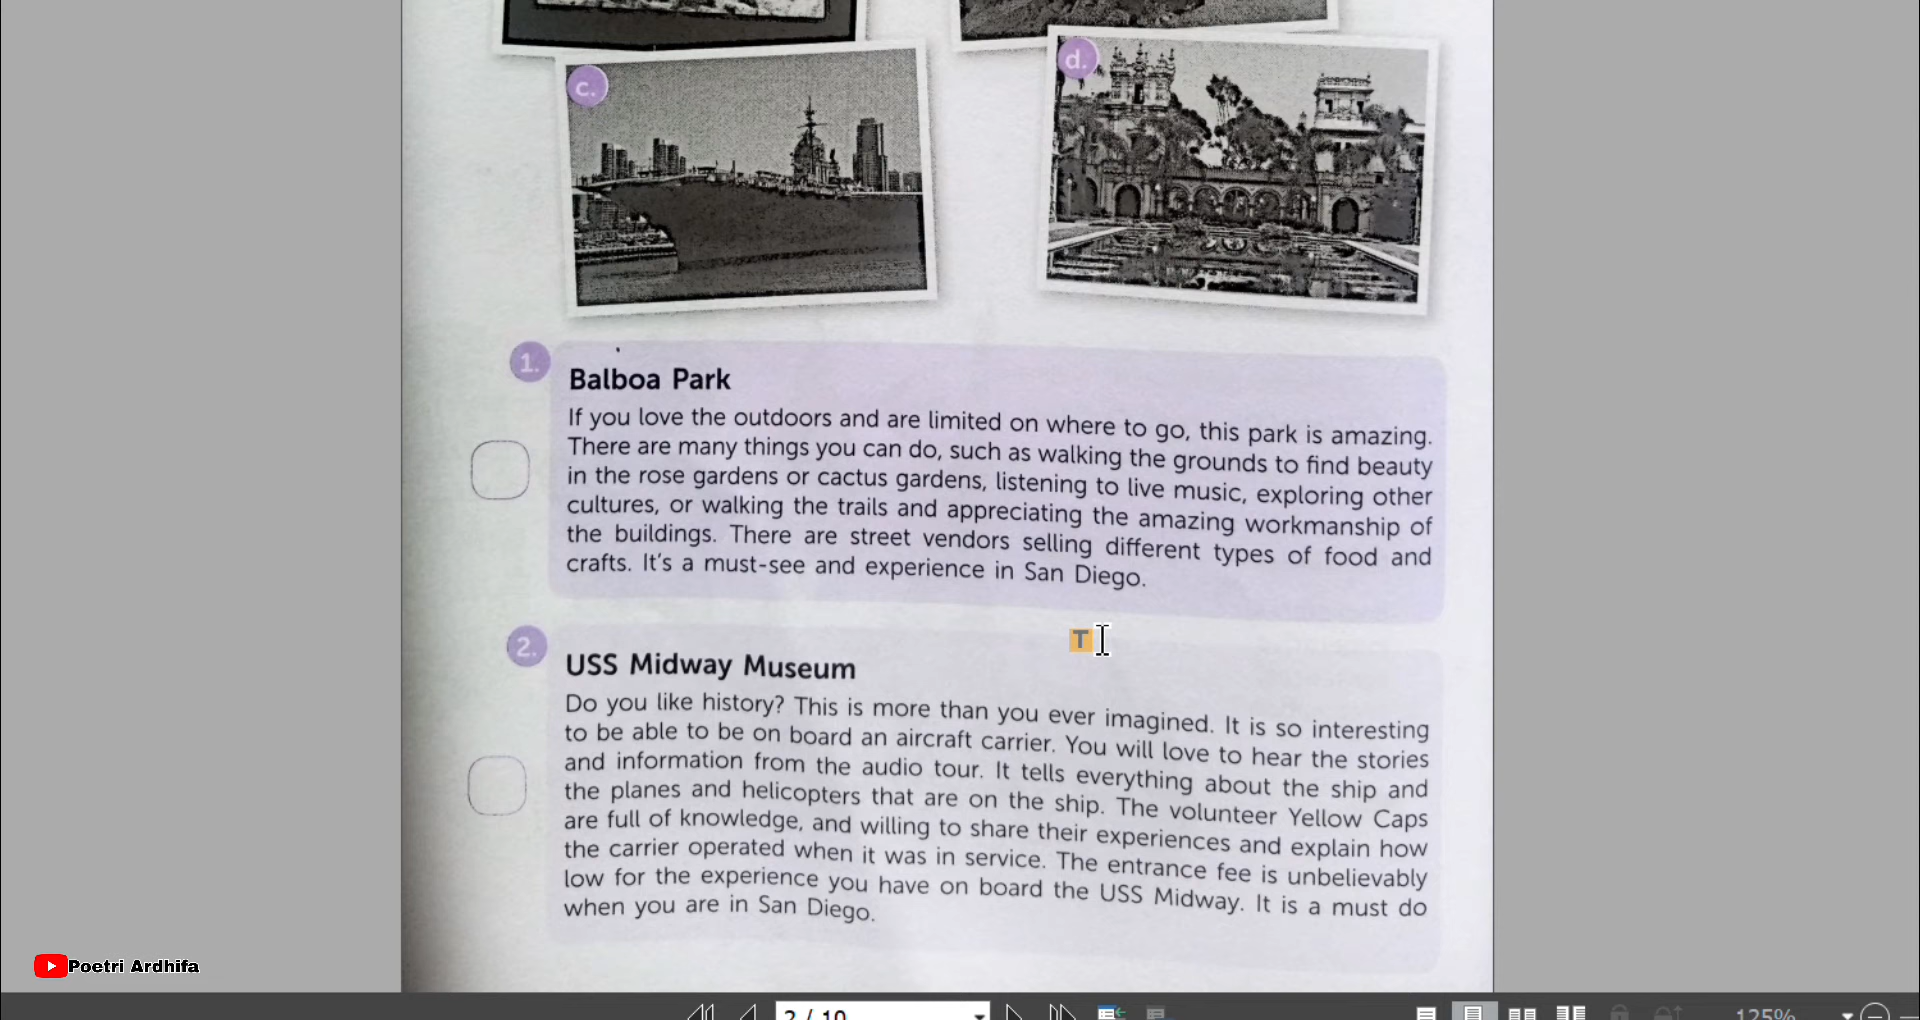 c.
d.
1.
Balboa Park
If you love the outdoors and are limited on where to go, this park is amazing.
There are many things you can do, such as walking the grounds to find beauty
in the rose gardens or cactus gardens, listening to live music, exploring other
cultures, or walking the trails and appreciating the amazing workmanship of
the buildings. There are street vendors selling different types of food and
crafts. It's a must-see and experience in San Diego.
T
2.
USS Midway Museum
Do you like history? This is more than you ever imagined. It is so interesting
to be able to be on board an aircraft carrier. You will love to hear the stories
and information from the audio tour. It tells everything about the ship and
the planes and helicopters that are on the ship. The volunteer Yellow Caps
are full of knowledge, and willing to share their experiences and explain how
the carrier operated when it was in service. The entrance fee is unbelievably
low for the experience you have on board the USS Midway. It is a must do
when you are in San Diego.
Poetri Ardhifa
2 / 10
125%